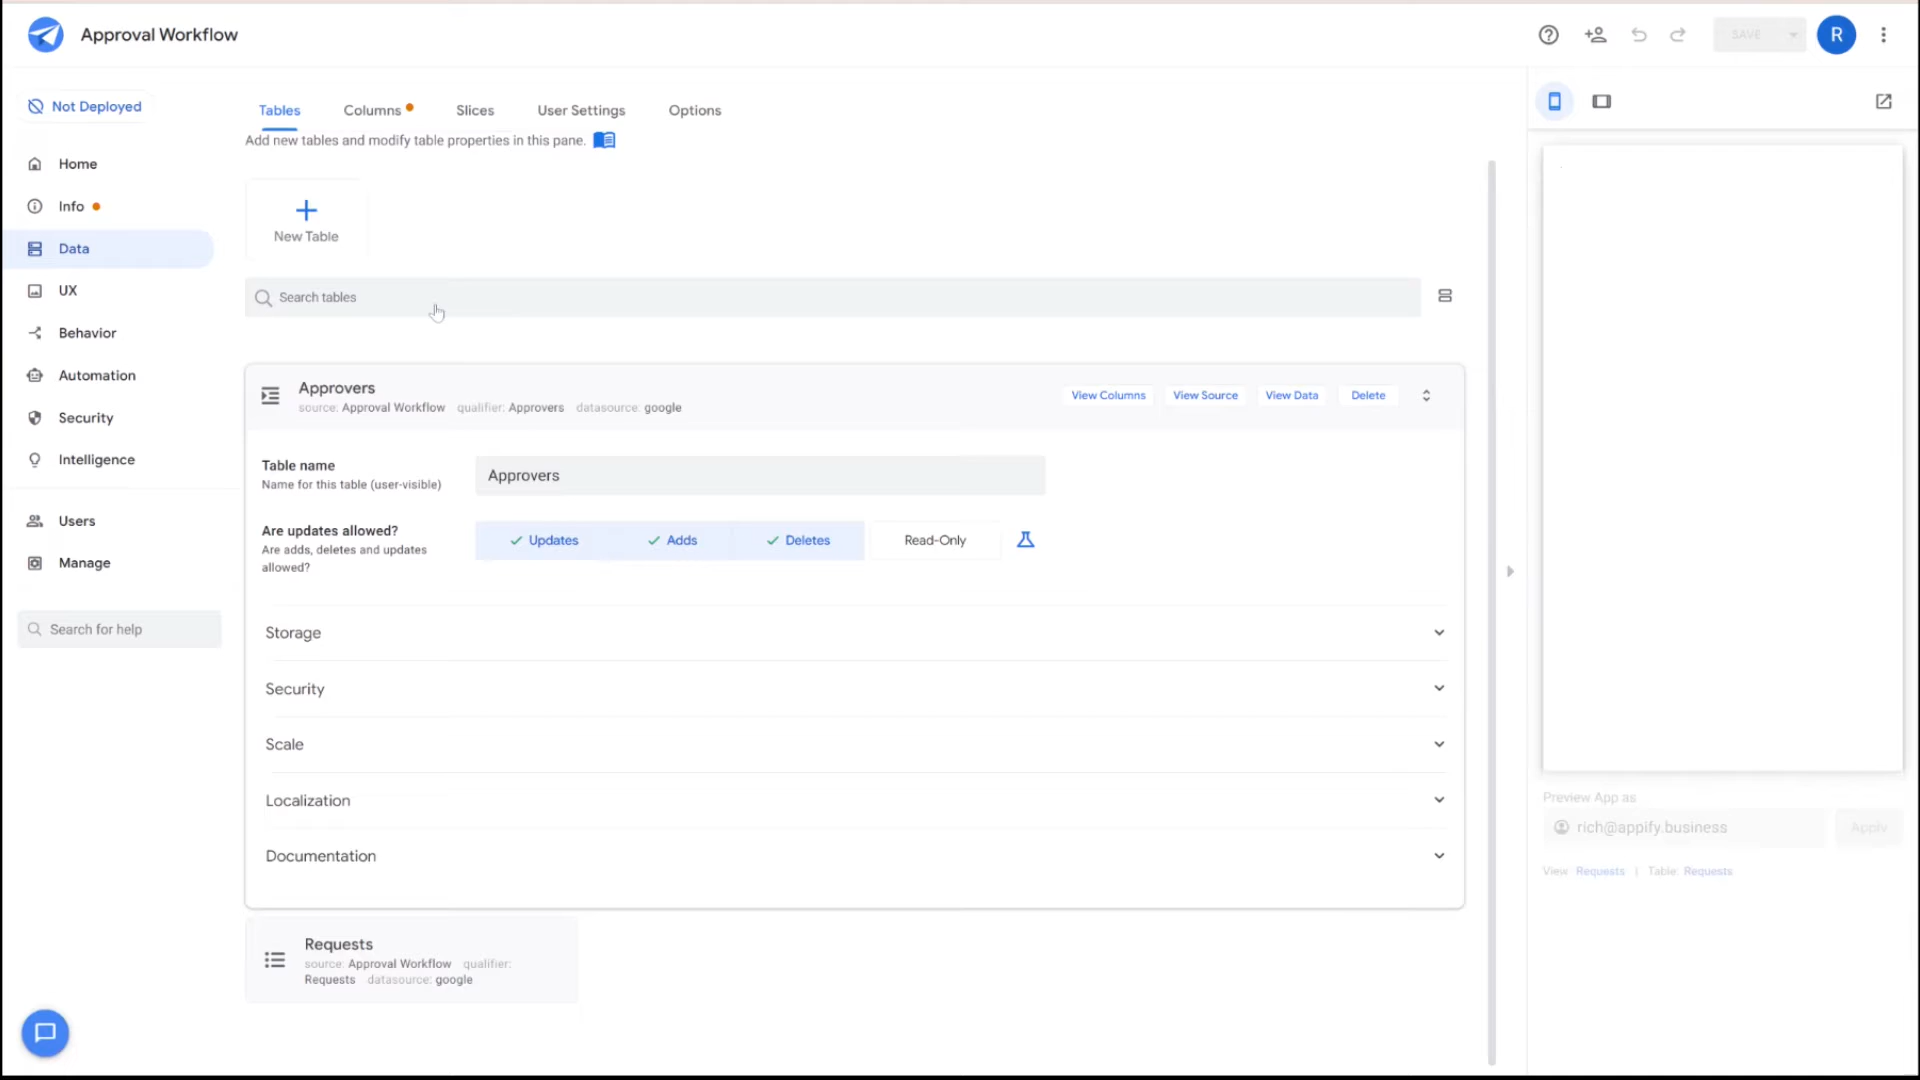 Approval Workflow
SAVE
R
Not Deployed
Home
Info
Data
UX
Behavior
Automation
Security
Intelligence
Users
Manage
Search for help
Tables Columns Slices User Settings Options
Add new tables and modify table properties in this pane.
New Table
Search tables
Approvers
source: Approval Workflow qualifier: Approvers datasource: google
View Columns View Source View Data Delete
Table name
Name for this table (user-visible)
Approvers
Are updates allowed?
Are adds, deletes and updates
allowed?
Updates Adds Deletes Read-Only
Storage
Security
Scale
Localization
Documentation
Requests
source: Approval Workflow qualifier:
Requests datasource: google
Preview App as
rich@appify.business
Apply
View: Requests | Table: Requests